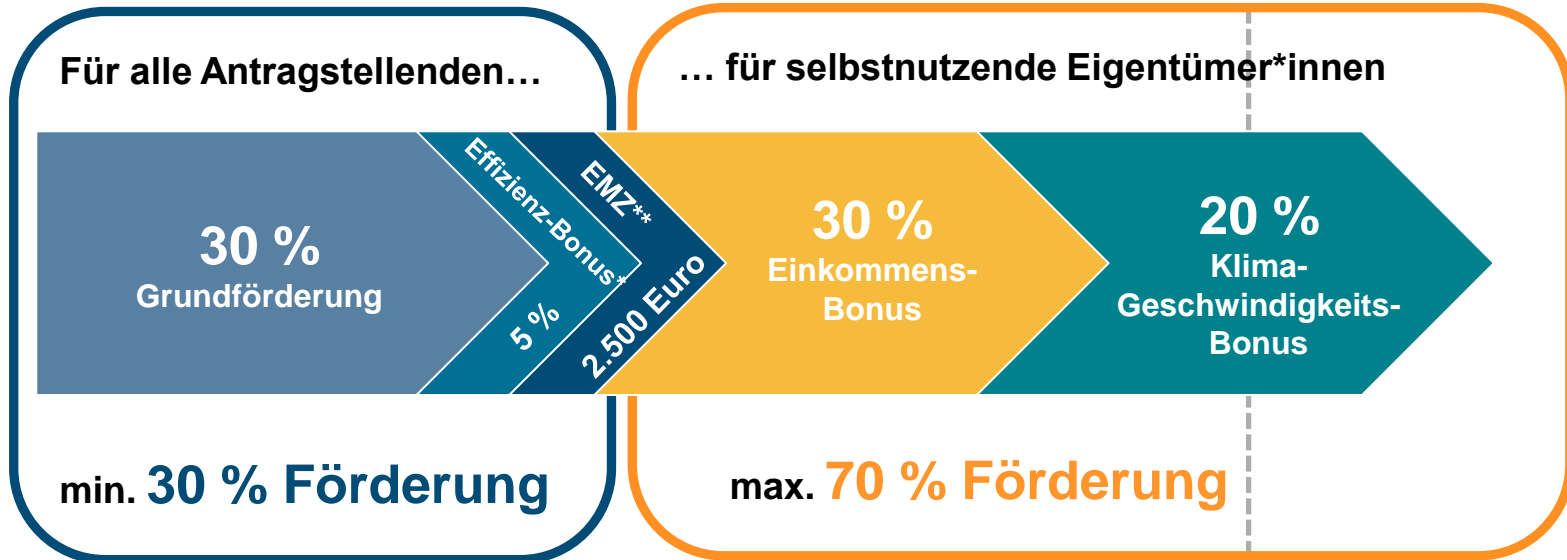 Für alle Antragstellenden…
… für selbstnutzende Eigentümer*innen
30 %
Grundförderung
Effizienz-Bonus*
5 %
EMZ**
2.500 Euro
30 %
Einkommens-
Bonus
20 %
Klima-
Geschwindigkeits-
Bonus
min. 30 % Förderung
max. 70 % Förderung